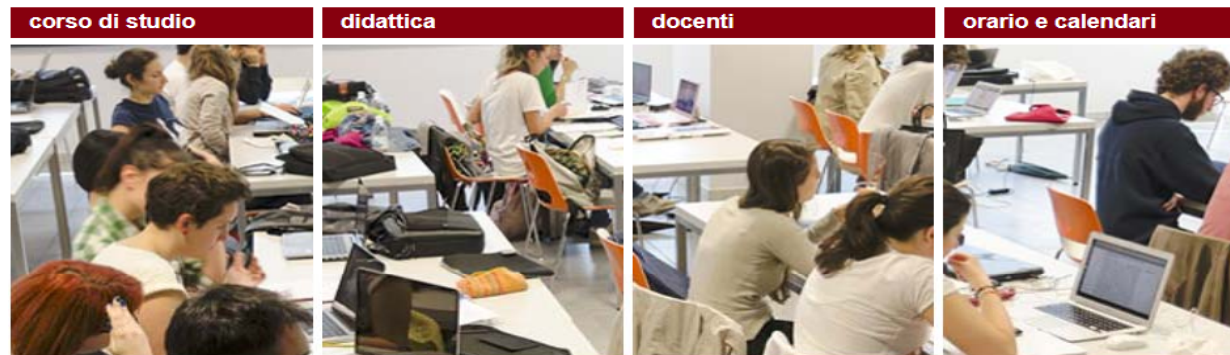 corso di studio
didattica
docenti
orario e calendari